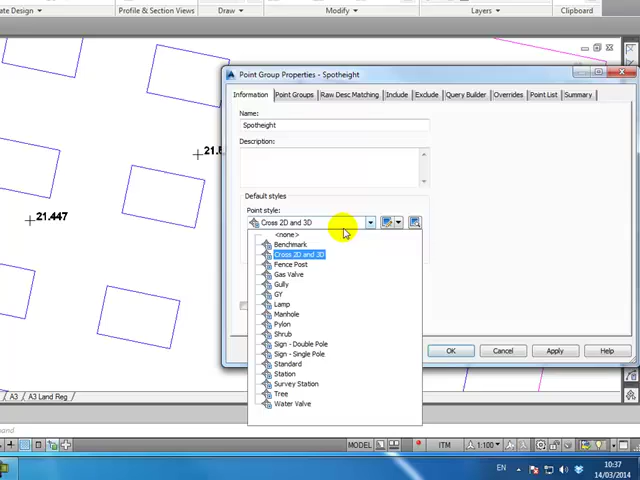 ate Design
Profile & Section Views
Draw
Modify
Layers
Clipboard
Point Group Properties - Spotheight
Information
Point Groups
Raw Desc Matching
Include
Exclude
Query Builder
Overrides
Point List
Summary
Name:
Spotheight
Description:
Default styles
Point style:
Cross 2D and 3D
<none>
Benchmark
Cross 2D and 3D
Fence Post
Gas Valve
Gully
GY
Lamp
Manhole
Pylon
Shrub
Sign - Double Pole
Sign - Single Pole
Standard
Station
Survey Station
Tree
Water Valve
OK
Cancel
Apply
Help
21.447
A3
A3 Land Reg
mmand
MODEL
ITM
1:100
EN
10:37
14/03/2014